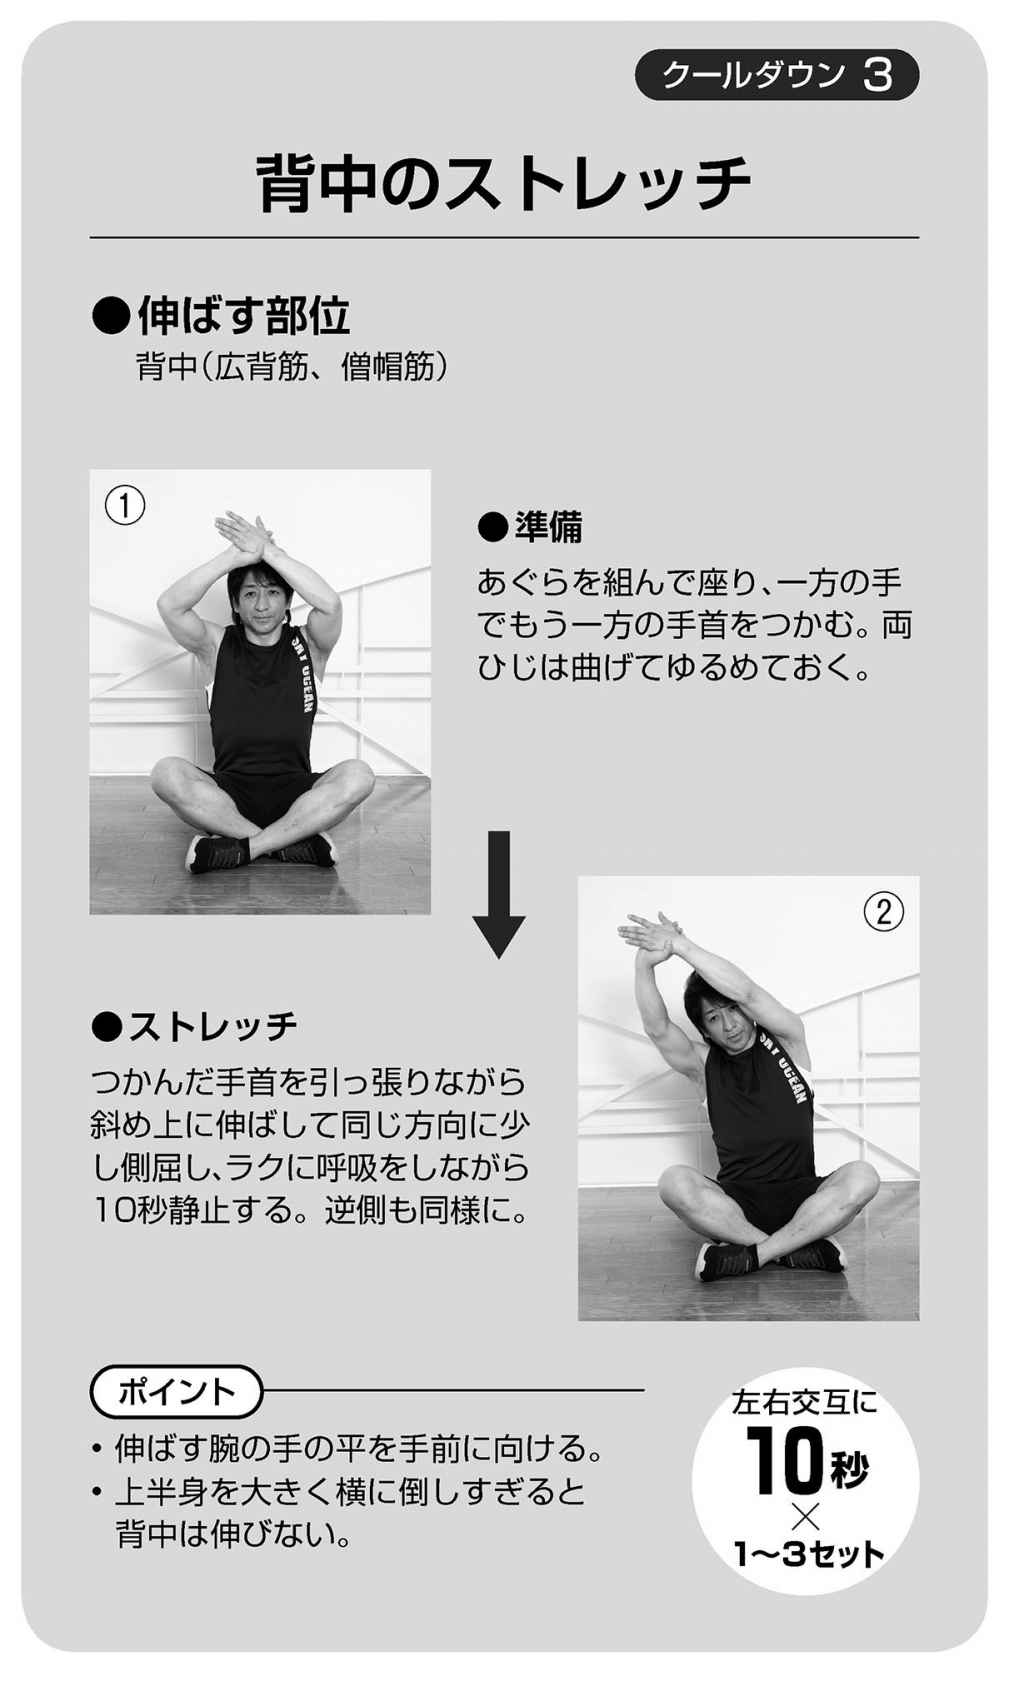 クールダウン 3
背中のストレッチ
●伸ばす部位
背中(広背筋、僧帽筋)
①
SKY OCEAN
●準備
あぐらを組んで座り、一方の手
でもう一方の手首をつかむ。両
ひじは曲げてゆるめておく。
②
SKY OCEAN
●ストレッチ
つかんだ手首を引っ張りながら
斜め上に伸ばして同じ方向に少
し側屈し、ラクに呼吸をしながら
10秒静止する。逆側も同様に。
ポイント
・伸ばす腕の手の平を手前に向ける。
・上半身を大きく横に倒しすぎると
背中は伸びない。
左右交互に
10秒
×
1〜3セット